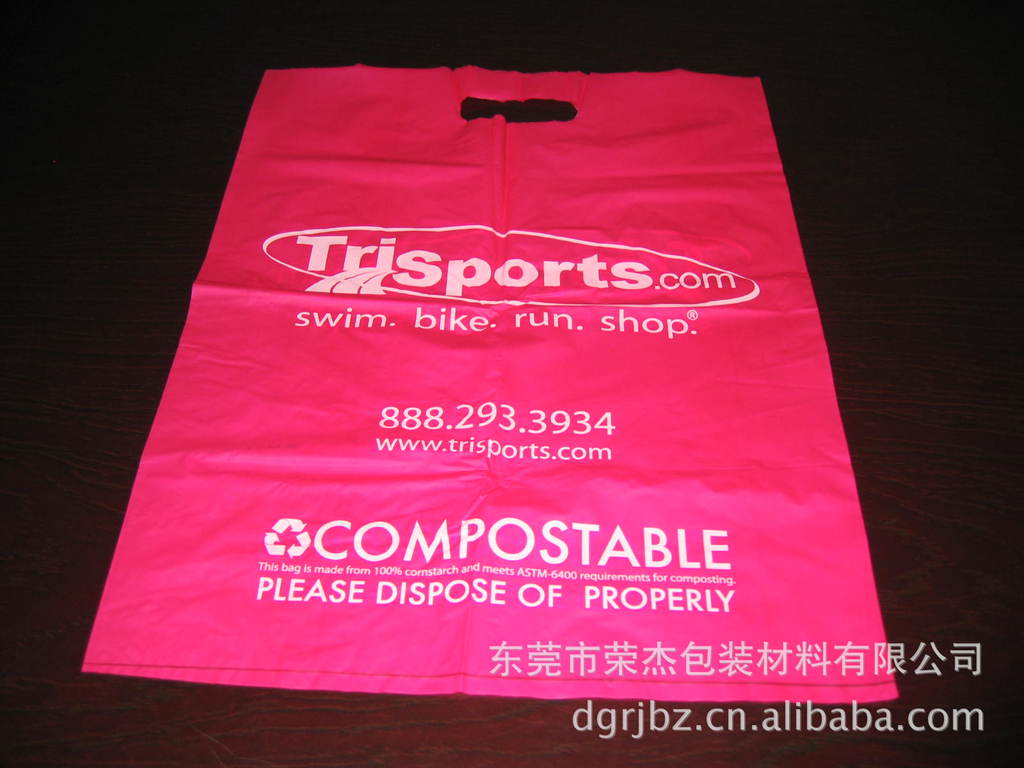 TriSports.com
swim. bike. run. shop.®
888.293.3934
www.trisports.com
COMPOSTABLE
This bag is made from 100% cornstarch and meets ASTM-6400 requirements for composting.
PLEASE DISPOSE OF PROPERLY
东莞市荣杰包装材料有限公司
dgrjbz.cn.alibaba.com